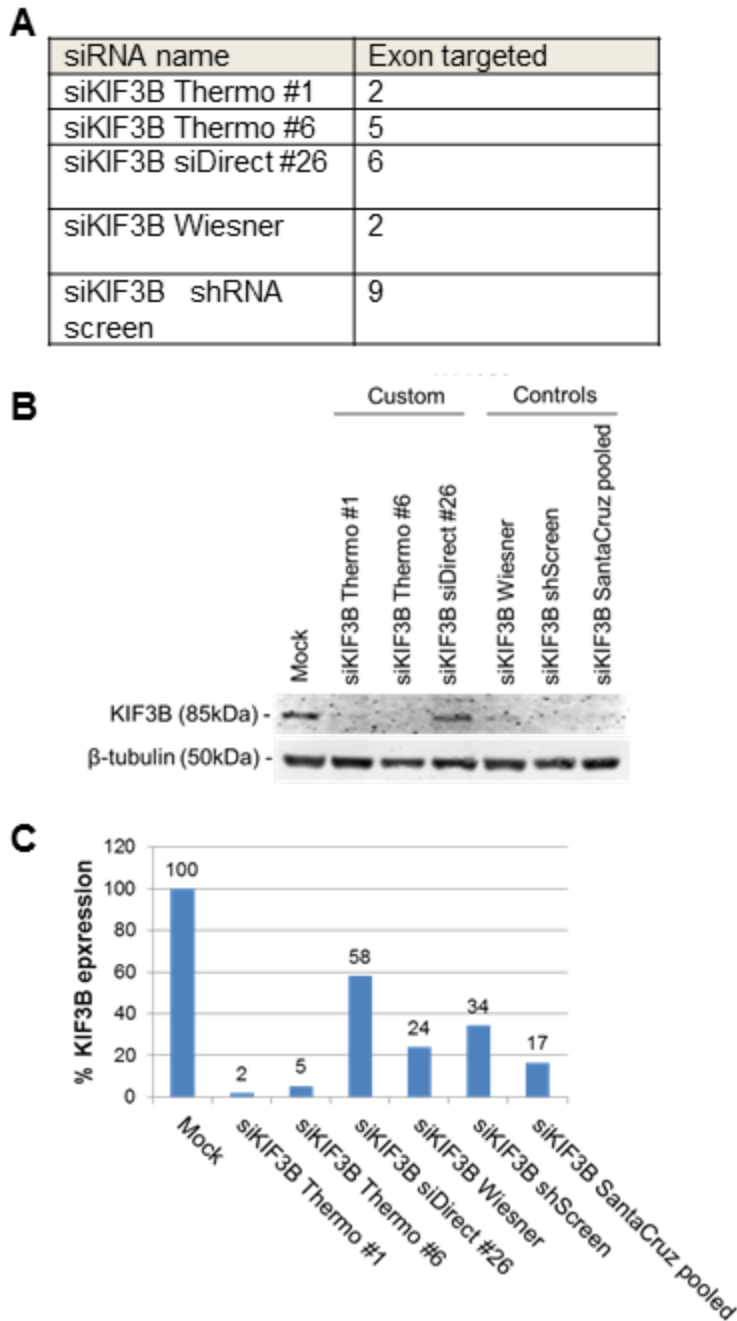 A
siRNA name Exon targeted
siKIF3B Thermo #1 2
siKIF3B Thermo #6 5
siKIF3B siDirect #26 6
siKIF3B Wiesner 2
siKIF3B shRNA 9
screen
B
Custom Controls
Mock
siKIF3B Thermo #1
siKIF3B Thermo #6
siKIF3B siDirect #26
siKIF3B Wiesner
siKIF3B shScreen
siKIF3B SantaCruz pooled
KIF3B (85kDa) -
β-tubulin (50kDa) -
C
% KIF3B epxression
120
100
80
60
40
20
0
100
2
5
58
24
34
17
Mock
siKIF3B Thermo #1
siKIF3B Thermo #6
siKIF3B siDirect #26
siKIF3B Wiesner
siKIF3B shScreen
siKIF3B SantaCruz pooled